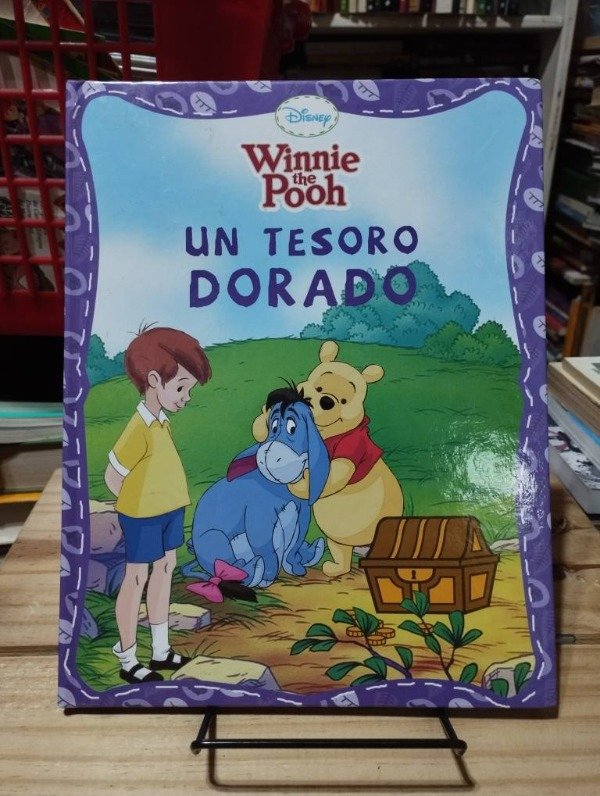 Disney
Winnie
the
Pooh
UN TESORO
DORADO